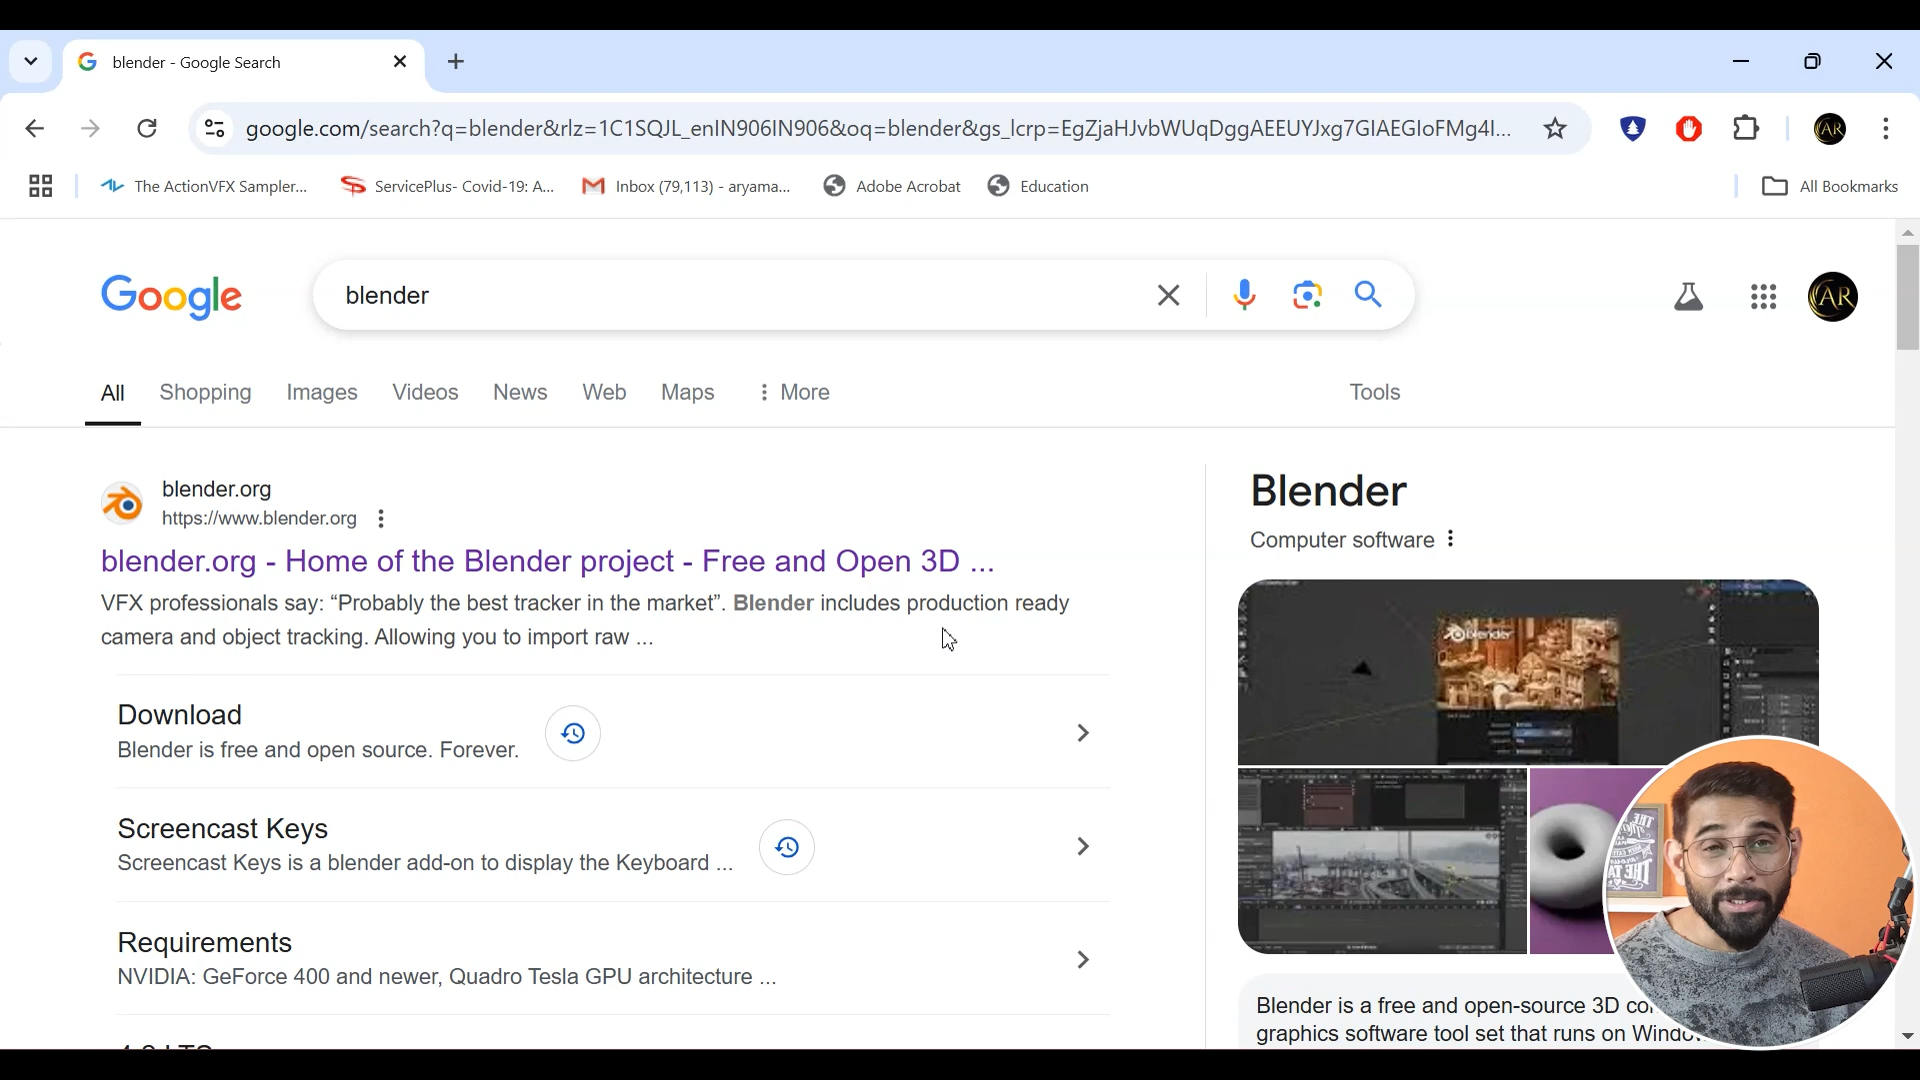 blender - Google Search
google.com/search?q=blender&rlz=1C1SQJL_enIN906IN906&oq=blender&gs_lcrp=EgZjaHJvbWUqDggAEEUYJxg7GIAEGIoFMg4I...
AR
The ActionVFX Sampler...
ServicePlus- Covid-19: A...
Inbox (79,113) - aryama...
Adobe Acrobat
Education
All Bookmarks
Google
blender
AR
All
Shopping
Images
Videos
News
Web
Maps
More
Tools
blender.org
https://www.blender.org
blender.org - Home of the Blender project - Free and Open 3D ...
VFX professionals say: “Probably the best tracker in the market”. Blender includes production ready
camera and object tracking. Allowing you to import raw ...
Download
Blender is free and open source. Forever.
Screencast Keys
Screencast Keys is a blender add-on to display the Keyboard ...
Requirements
NVIDIA: GeForce 400 and newer, Quadro Tesla GPU architecture ...
Blender
Computer software
blender
Blender is a free and open-source 3D
graphics software tool set that runs on